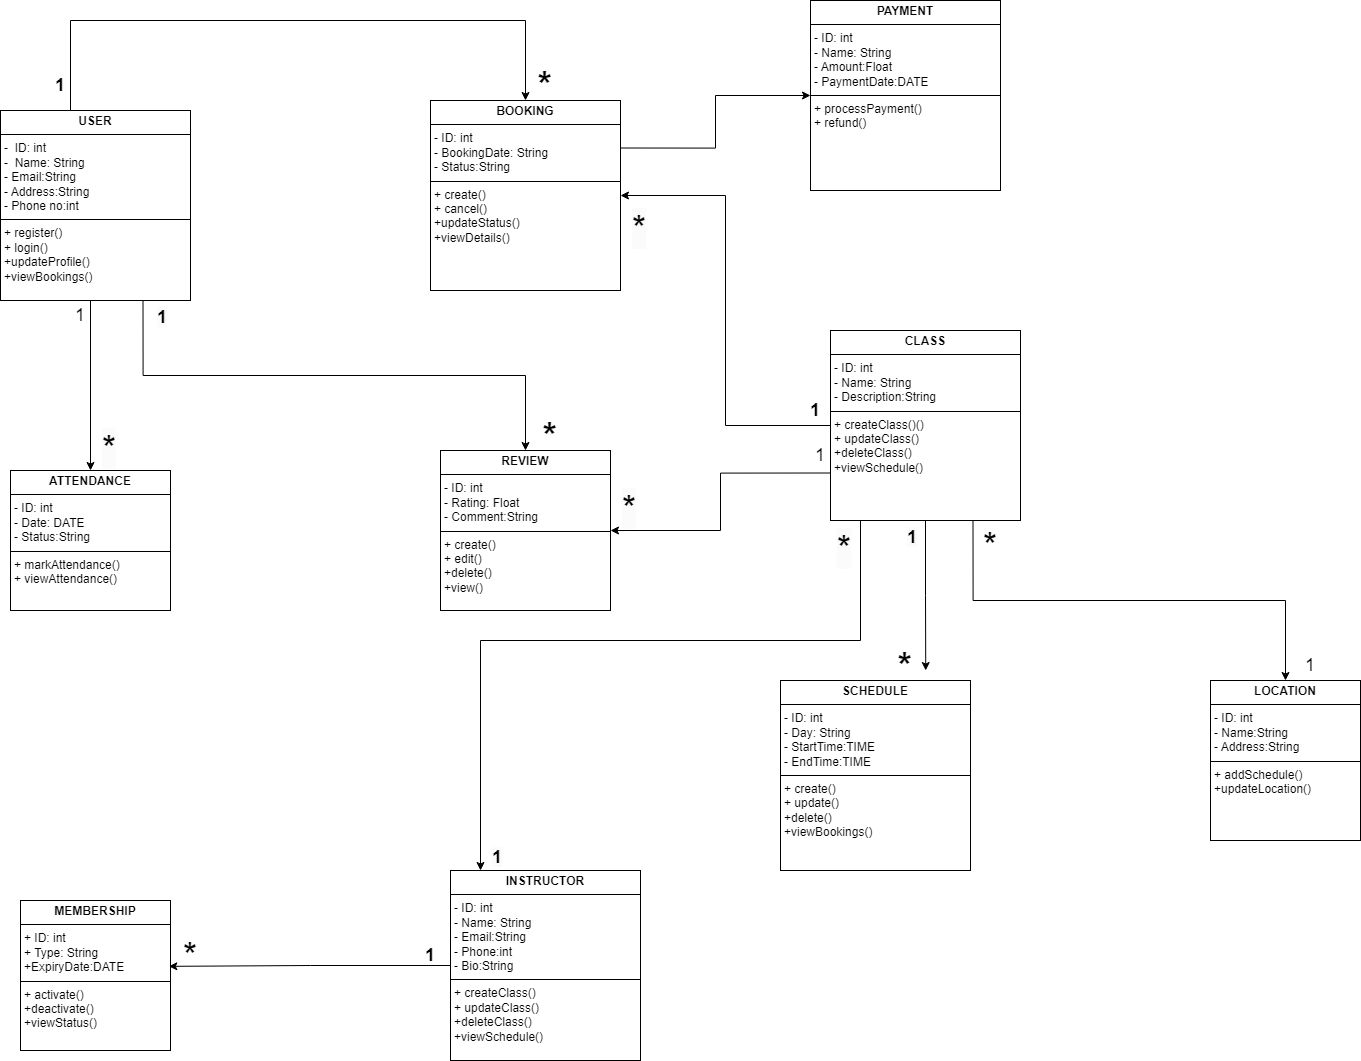 PAYMENT
- ID: int
- Name: String
- Amount:Float
- PaymentDate:DATE
+ processPayment()
+ refund()
1
*
USER
-  ID: int
-  Name: String
- Email:String
- Address:String
- Phone no:int
+ register()
+ login()
+updateProfile()
+viewBookings()
BOOKING
- ID: int
- BookingDate: String
- Status:String
+ create()
+ cancel()
+updateStatus()
+viewDetails()
*
1
1
CLASS
- ID: int
- Name: String
- Description:String
+ createClass()()
+ updateClass()
+deleteClass()
+viewSchedule()
1
1
*
*
*
ATTENDANCE
- ID: int
- Date: DATE
- Status:String
+ markAttendance()
+ viewAttendance()
REVIEW
- ID: int
- Rating: Float
- Comment:String
+ create()
+ edit()
+delete()
+view()
*
1
*
*
1
SCHEDULE
- ID: int
- Day: String
- StartTime:TIME
- EndTime:TIME
+ create()
+ update()
+delete()
+viewBookings()
LOCATION
- ID: int
- Name:String
- Address:String
+ addSchedule()
+updateLocation()
1
INSTRUCTOR
- ID: int
- Name: String
- Email:String
- Phone:int
- Bio:String
+ createClass()
+ updateClass()
+deleteClass()
+viewSchedule()
1
*
MEMBERSHIP
+ ID: int
+ Type: String
+ExpiryDate:DATE
+ activate()
+deactivate()
+viewStatus()